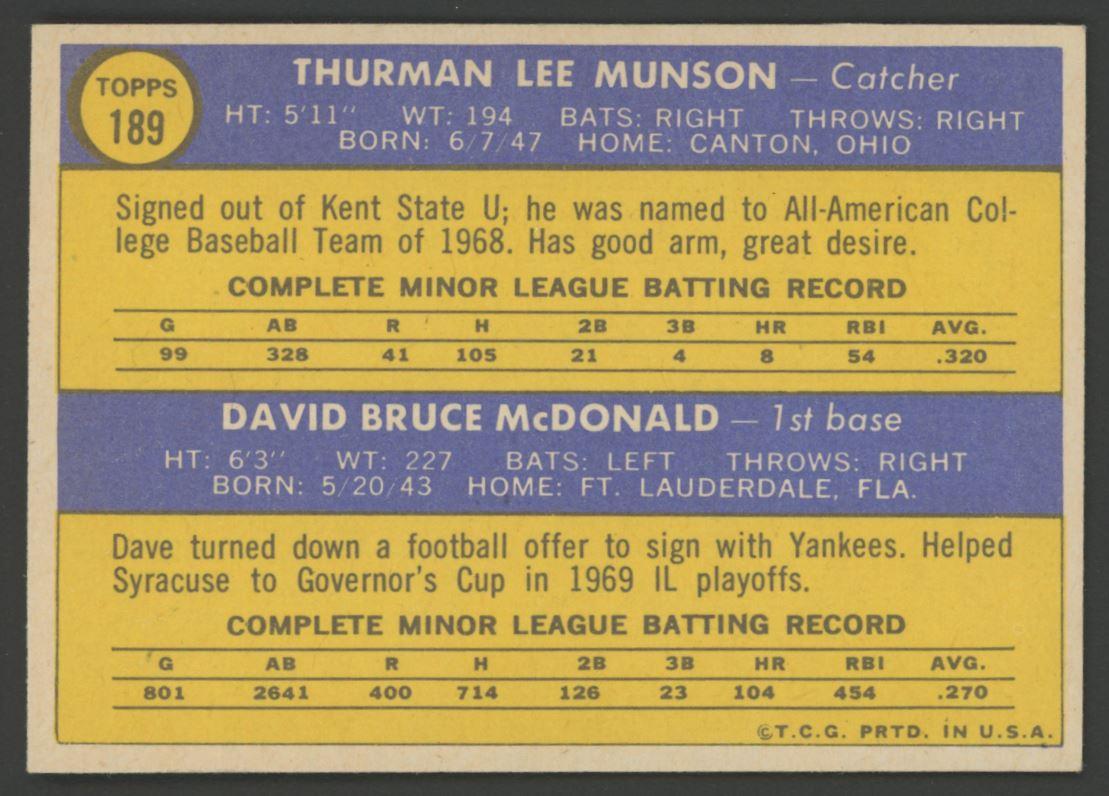 TOPPS
189
THURMAN LEE MUNSON — Catcher
HT: 5'11" WT: 194 BATS: RIGHT THROWS: RIGHT
BORN: 6/7/47 HOME: CANTON, OHIO
Signed out of Kent State U; he was named to All-American Col-
lege Baseball Team of 1968. Has good arm, great desire.
COMPLETE MINOR LEAGUE BATTING RECORD
G AB R H 2B 3B HR RBI AVG.
99 328 41 105 21 4 8 54 .320
DAVID BRUCE McDONALD — 1st base
HT: 6'3" WT: 227 BATS: LEFT THROWS: RIGHT
BORN: 5/20/43 HOME: FT. LAUDERDALE, FLA.
Dave turned down a football offer to sign with Yankees. Helped
Syracuse to Governor's Cup in 1969 IL playoffs.
COMPLETE MINOR LEAGUE BATTING RECORD
G AB R H 2B 3B HR RBI AVG.
801 2641 400 714 126 23 104 454 .270
©T.C.G. PRTD. IN U.S.A.